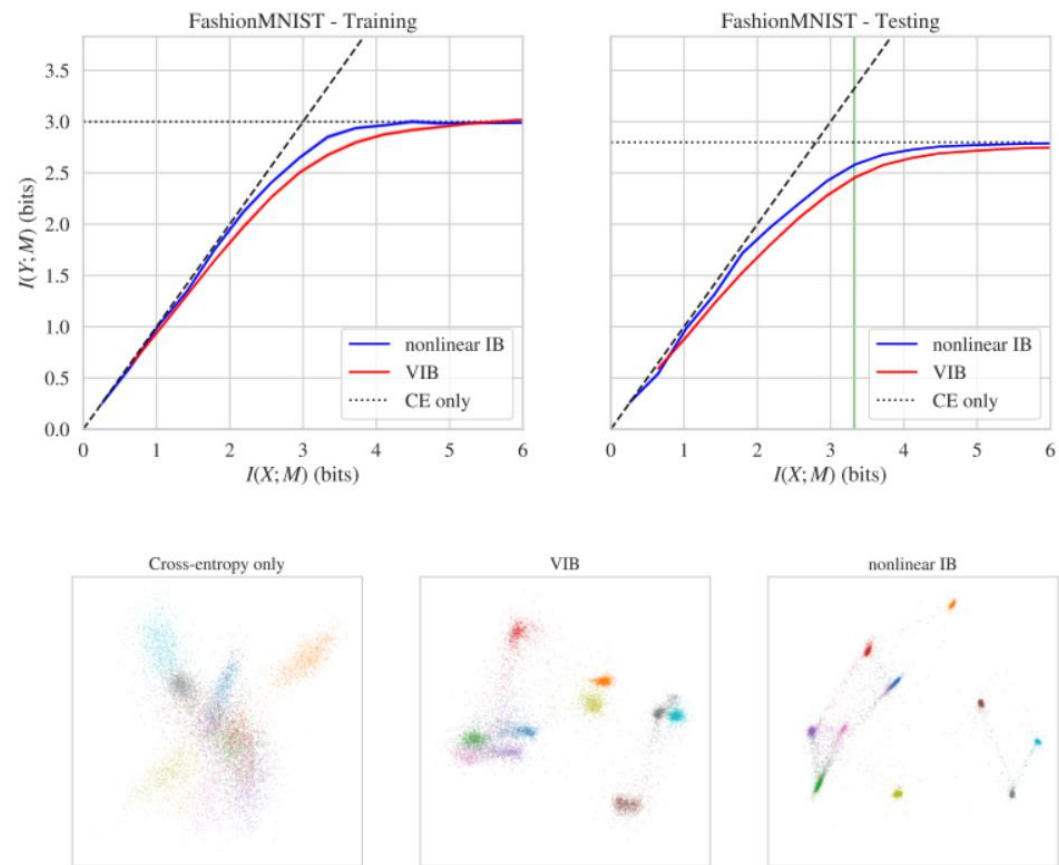 FashionMNIST - Training
FashionMNIST - Testing
I(Y;M) (bits)
3.5
3.0
2.5
2.0
1.5
1.0
0.5
0.0
nonlinear IB
VIB
CE only
nonlinear IB
VIB
CE only
0 1 2 3 4 5 6
0 1 2 3 4 5 6
I(X;M) (bits)
I(X;M) (bits)
Cross-entropy only
VIB
nonlinear IB